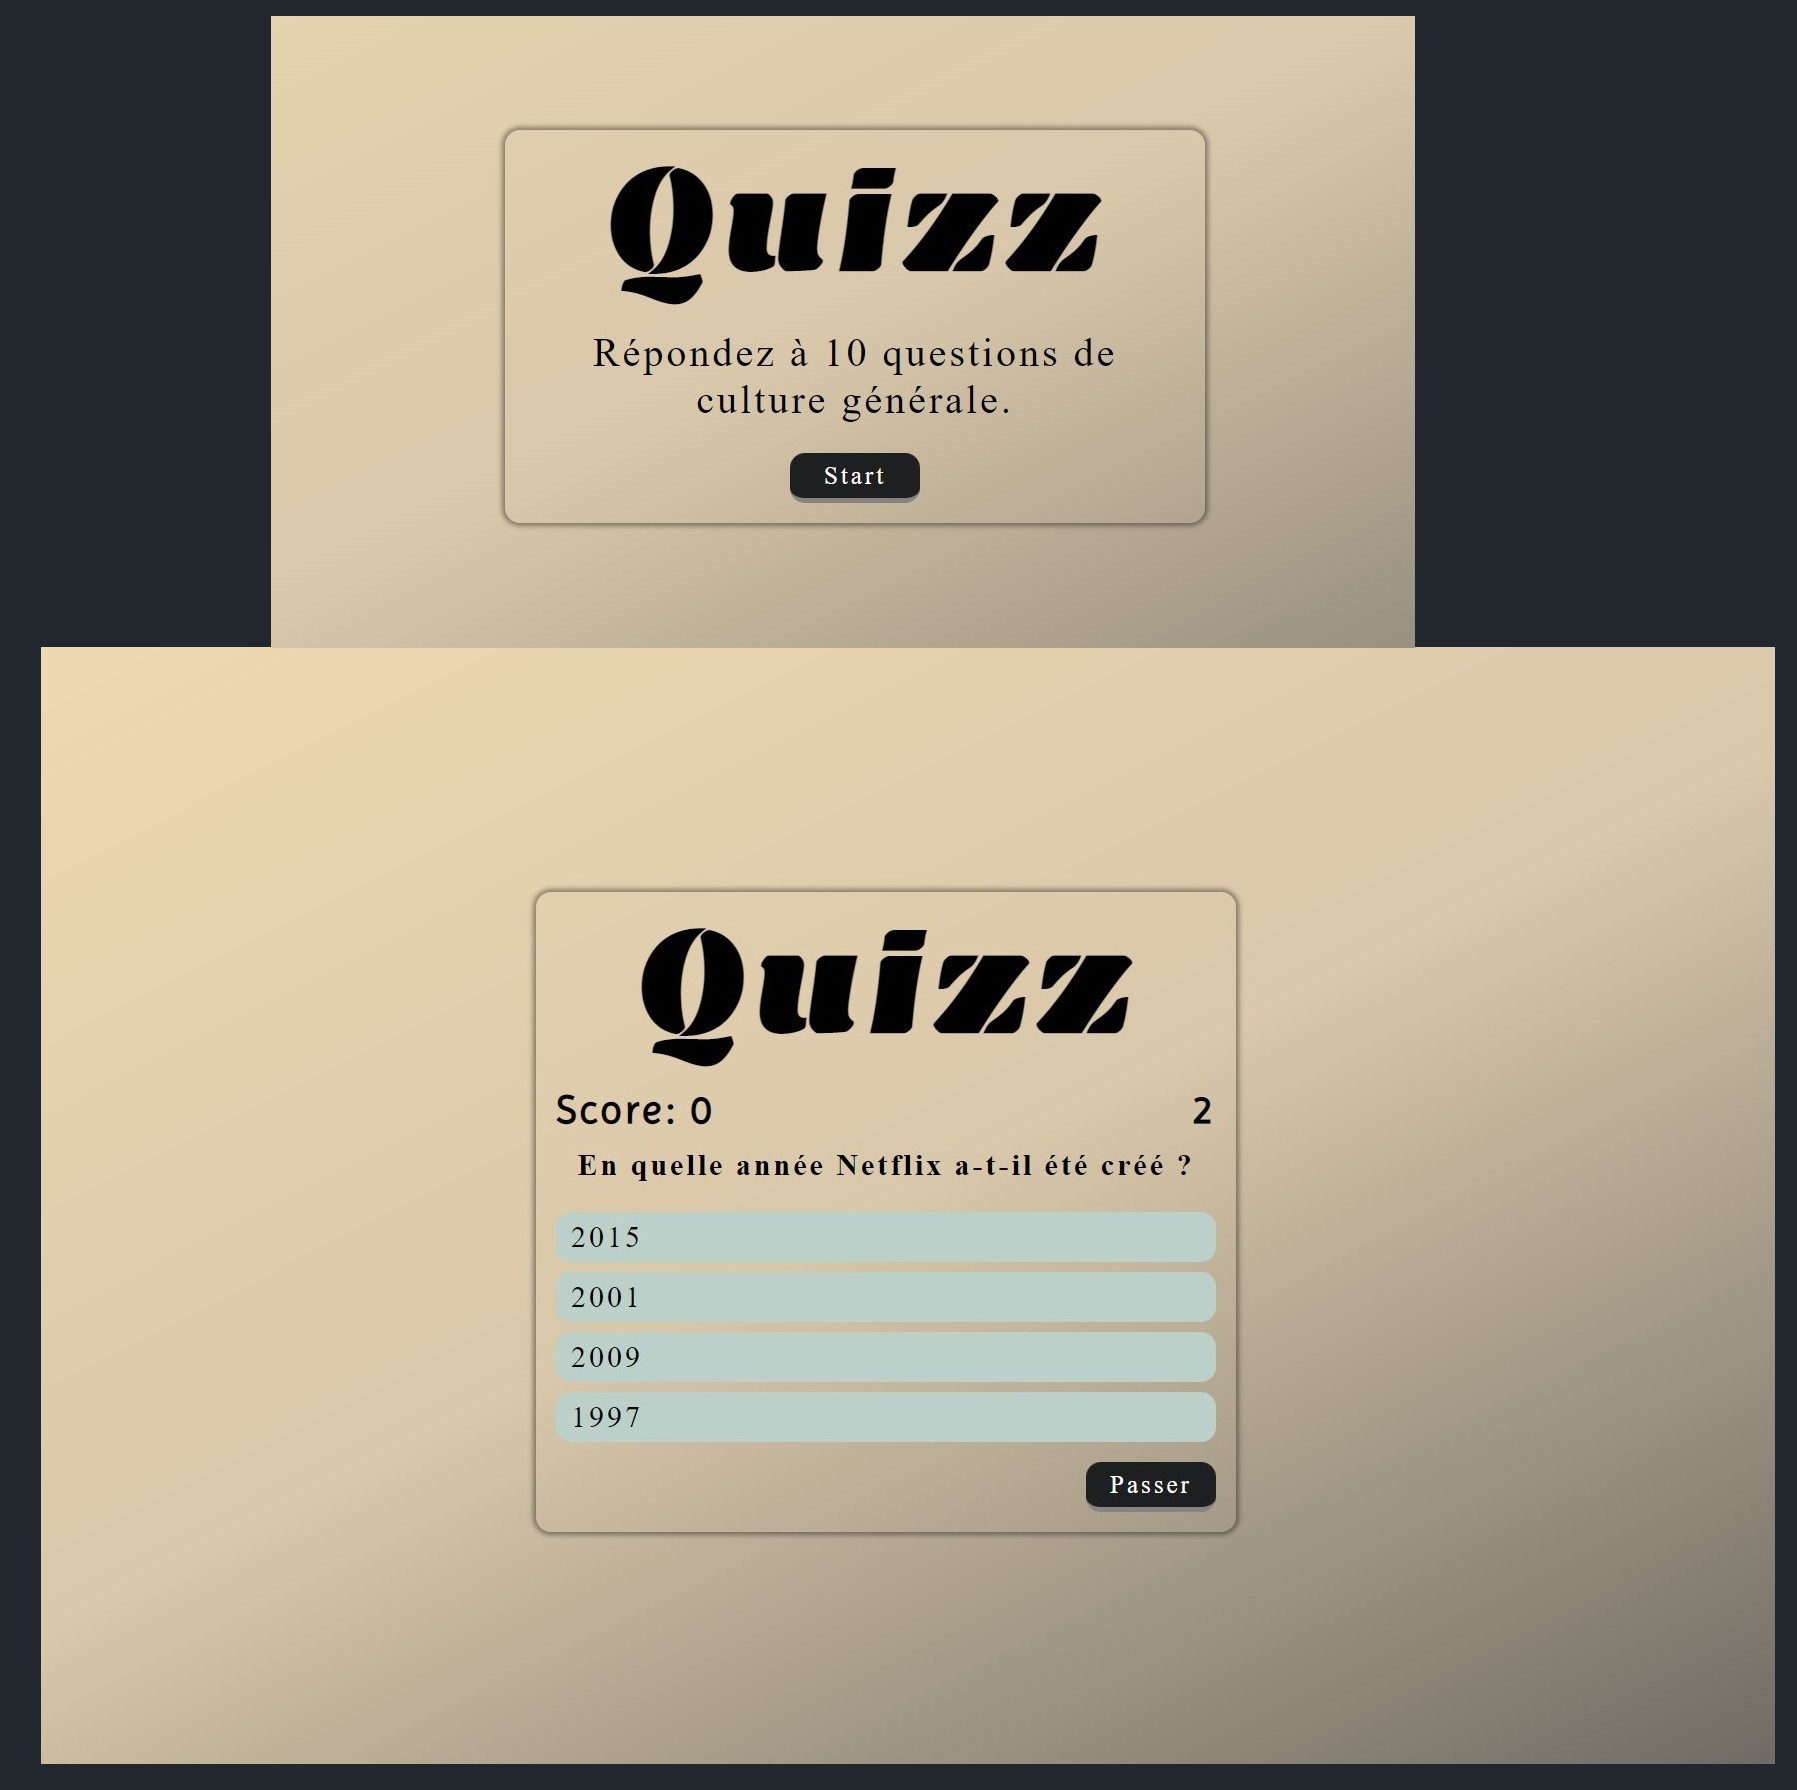 Quizz
Répondez à 10 questions de
culture générale.
Start
Quizz
Score: 0 2
En quelle année Netflix a-t-il été créé ?
2015
2001
2009
1997
Passer